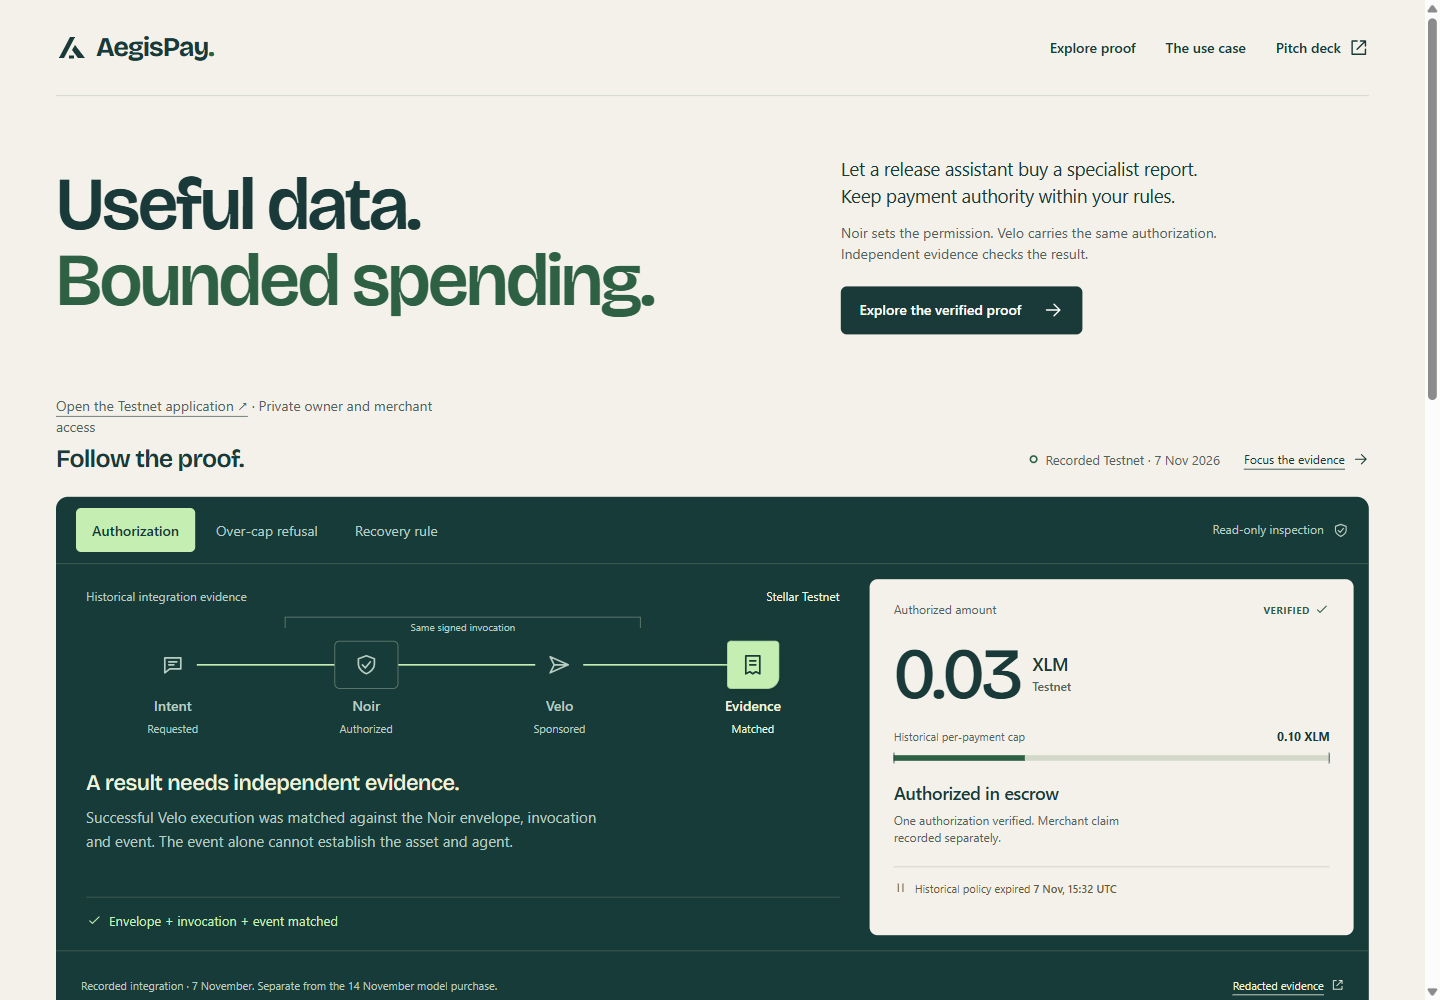 AegisPay.
Explore proof
The use case
Pitch deck
Useful data.
Bounded spending.
Let a release assistant buy a specialist report.
Keep payment authority within your rules.
Noir sets the permission. Velo carries the same authorization.
Independent evidence checks the result.
Explore the verified proof →
Open the Testnet application ↗ · Private owner and merchant
access
Follow the proof.
Recorded Testnet · 7 Nov 2026
Focus the evidence →
Authorization
Over-cap refusal
Recovery rule
Read-only inspection
Historical integration evidence
Stellar Testnet
Same signed invocation
Intent
Requested
Noir
Authorized
Velo
Sponsored
Evidence
Matched
A result needs independent evidence.
Successful Velo execution was matched against the Noir envelope, invocation
and event. The event alone cannot establish the asset and agent.
Envelope + invocation + event matched
Authorized amount
VERIFIED
0.03 XLM
Testnet
Historical per-payment cap
0.10 XLM
Authorized in escrow
One authorization verified. Merchant claim
recorded separately.
Historical policy expired 7 Nov, 15:32 UTC
Recorded integration · 7 November. Separate from the 14 November model purchase.
Redacted evidence